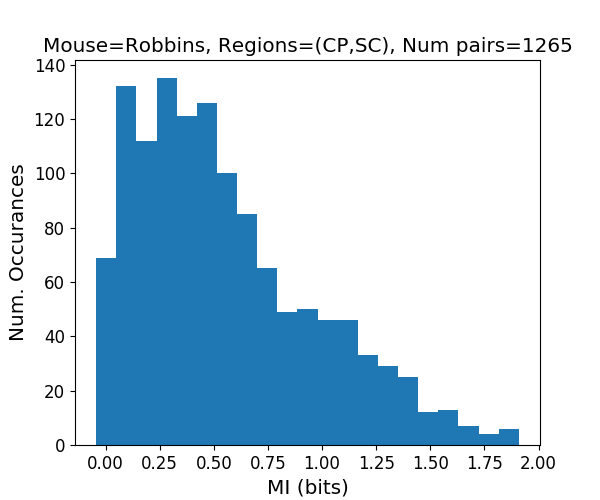 Mouse=Robbins, Regions=(CP,SC), Num pairs=1265
140
120
100
80
60
40
20
0
Num. Occurances
0.00 0.25 0.50 0.75 1.00 1.25 1.50 1.75 2.00
MI (bits)